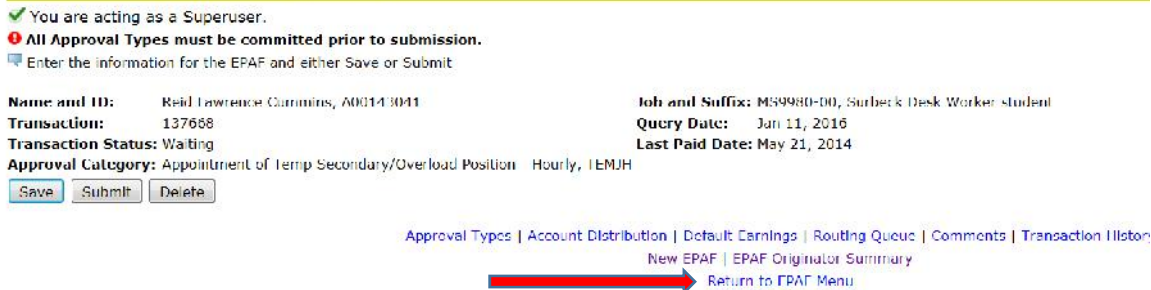 You are acting as a Superuser.
All Approval Types must be committed prior to submission.
Enter the information for the EPAF and either Save or Submit
Name and ID: Reid Lawrence Cummins, A00143041 Job and Suffix: MS9980-00, Surbeck Desk Worker student
Transaction: 137668 Query Date: Jan 11, 2016
Transaction Status: Waiting Last Paid Date: May 21, 2014
Approval Category: Appointment of Temp Secondary/Overload Position Hourly, TEMJH
Save Submit Delete
Approval Types | Account Distribution | Default Earnings | Routing Queue | Comments | Transaction History
New EPAF | EPAF Originator Summary
Return to EPAF Menu